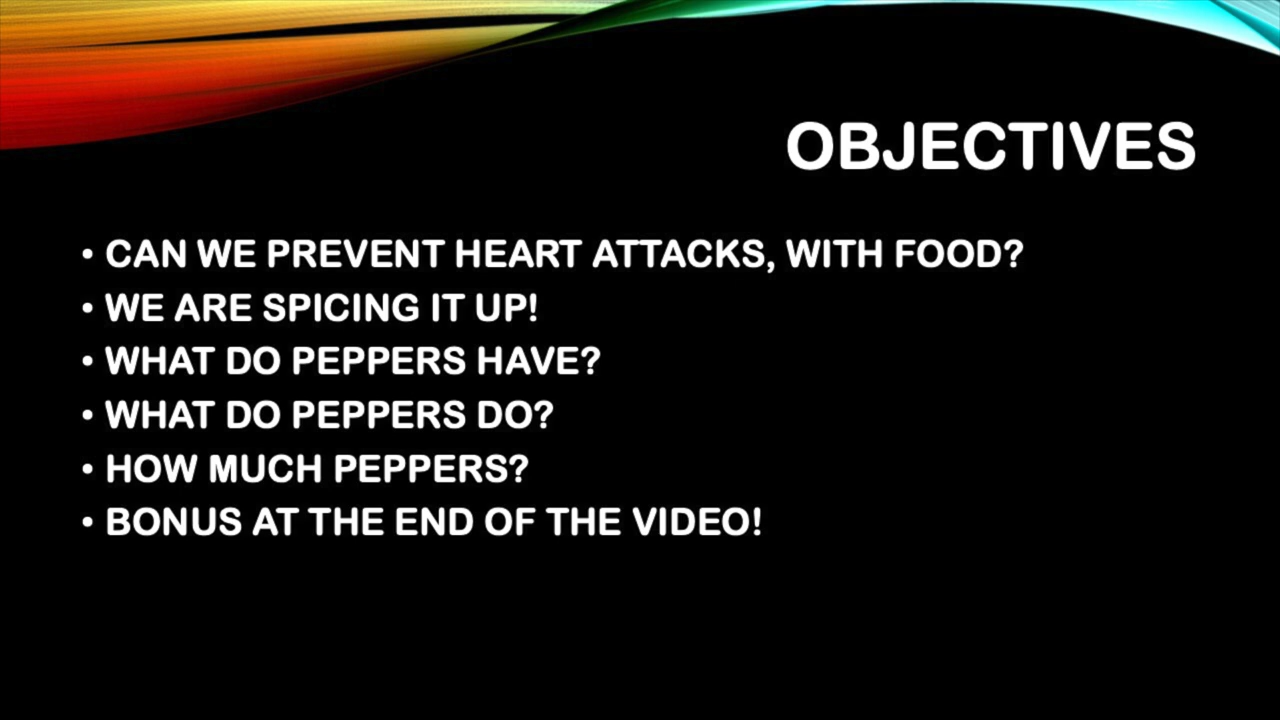 OBJECTIVES
• CAN WE PREVENT HEART ATTACKS, WITH FOOD?
• WE ARE SPICING IT UP!
• WHAT DO PEPPERS HAVE?
• WHAT DO PEPPERS DO?
• HOW MUCH PEPPERS?
• BONUS AT THE END OF THE VIDEO!